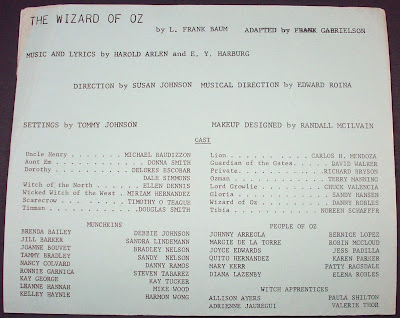 THE WIZARD OF OZ
by L. FRANK BAUM ADAPTED by FRANK GABRIELSON
MUSIC AND LYRICS by HAROLD ARLEN and E. Y. HARBURG
DIRECTION by SUSAN JOHNSON MUSICAL DIRECTION by EDWARD ROINA
SETTINGS by TOMMY JOHNSON MAKEUP DESIGNED by RANDALL MCILVAIN
CAST
Uncle Henry . . . . . . MICHAEL BAUDIZZON
Aunt Em . . . . . . . . . . DONNA SMITH
Dorothy . . . . . . . . DELORES ESCOBAR
DALE SIMMONS
Witch of the North . . . . ELLEN DENNIS
Wicked Witch of the West . MIRIAM HERNANDEZ
Scarecrow . . . . . . . TIMOTHY O TEAGUE
Tinman . . . . . . . . . . DOUGLAS SMITH
Lion . . . . . . . . . . CARLOS H. MENDOZA
Guardian of the Gates . . . . DAVID WALKER
Private . . . . . . . . . . RICHARD HRYSON
Ozman . . . . . . . . . . . TERRY MANNING
Lord Crowlie . . . . . . . CHUCK VALENCIA
Gloria . . . . . . . . . . . SANDY HANSEN
Wizard of Oz . . . . . . . . DANNY ROBLES
Tibia . . . . . . . . . . NOREEN SCHAFFR
MUNCHKINS
BRENDA BAILEY DEBBIE JOHNSON
JILL BARKER SANDRA LINDEMANN
JOANNE BOUVET BRADLEY NELSON
TAMMY BRADLEY SANDY NELSON
NANCY COLVARD DANNY RAMOS
RONNIE GARNICA STEVEN TABAREZ
KAY GEORGE KAY TUCKER
LEANNE HANNAH MIKE WOOD
KELLEY HAYNIE HARMON WONG
PEOPLE OF OZ
JOHNNY ARREOLA BERNICE LOPEZ
MARGIE DE LA TORRE ROBIN MCCLOUD
JOYCE EDWARDS JESS PADILLA
QUITO HERNANDEZ KAREN PARKER
MARY KERR PATTY RAGSDALE
DIANA LAZENBY ELENA ROBLES
WITCH APPRENTICES
ALLISON AYERS PAULA SHILTON
ADRIENNE JAUREGUI VALERIE THOR